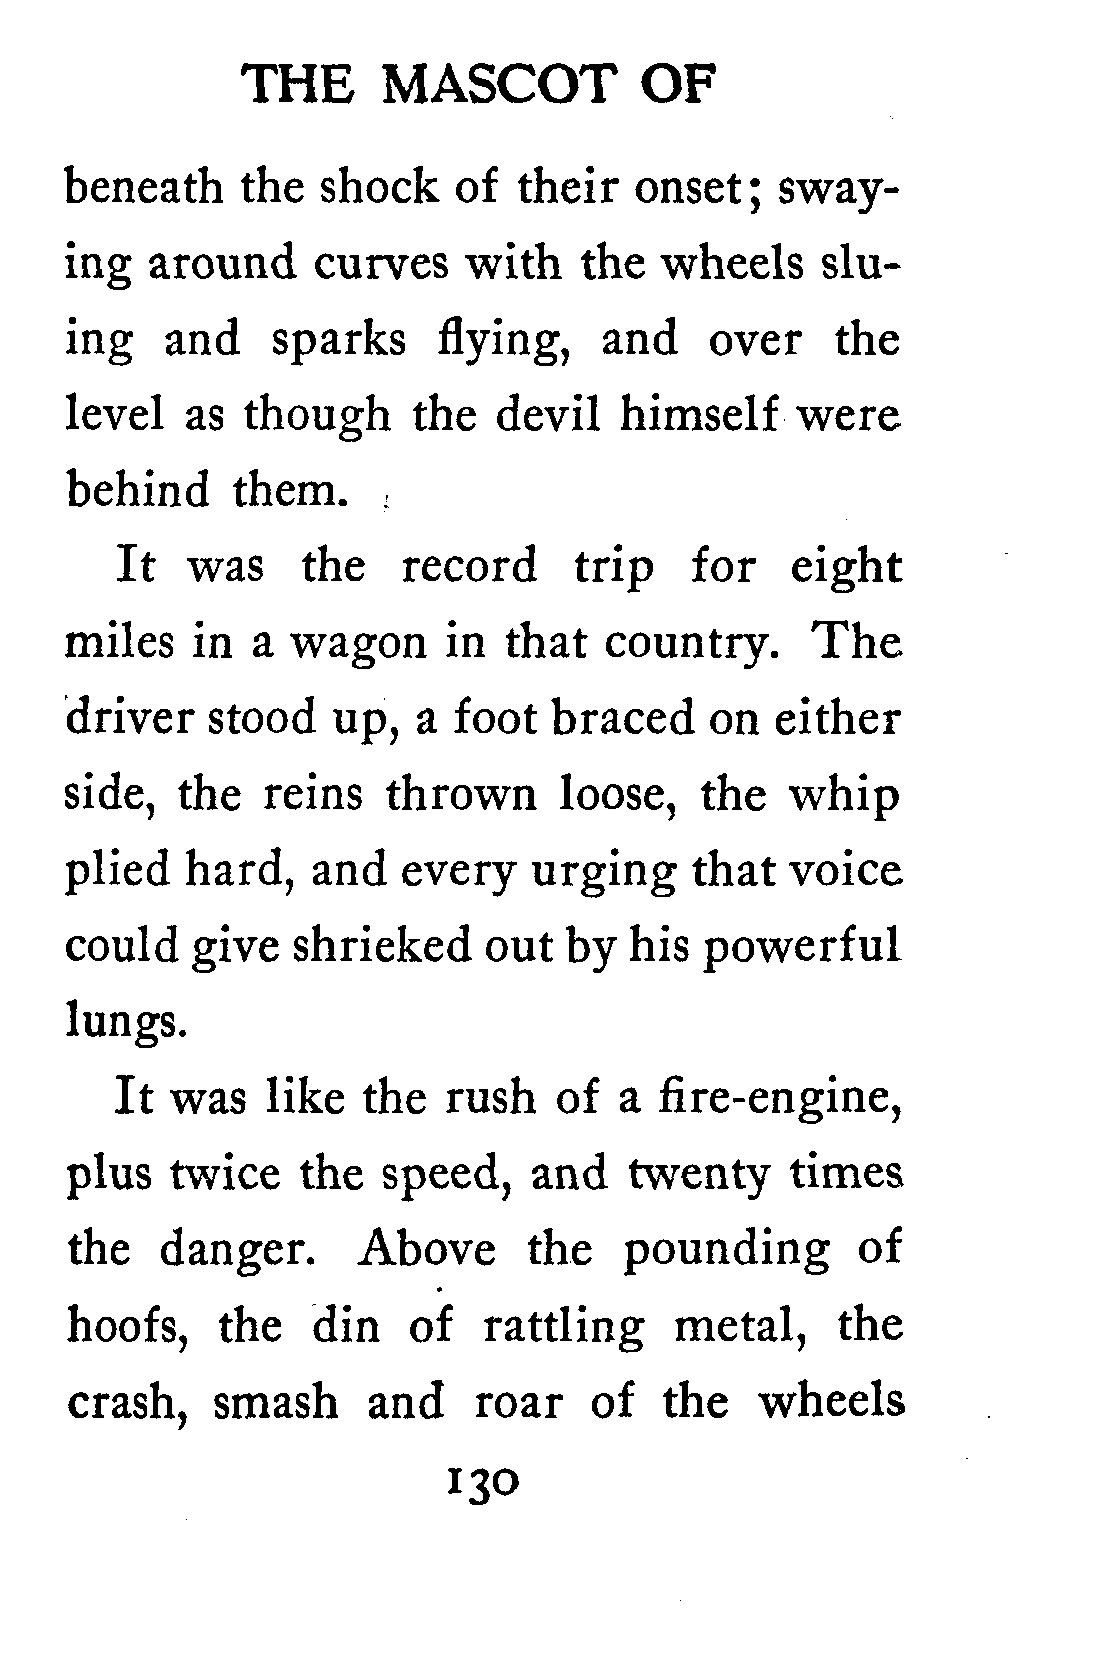 THE MASCOT OF
beneath the shock of their onset; sway-
ing around curves with the wheels slu-
ing and sparks flying, and over the
level as though the devil himself were
behind them.
It was the record trip for eight
miles in a wagon in that country. The
driver stood up, a foot braced on either
side, the reins thrown loose, the whip
plied hard, and every urging that voice
could give shrieked out by his powerful
lungs.
It was like the rush of a fire-engine,
plus twice the speed, and twenty times
the danger. Above the pounding of
hoofs, the din of rattling metal, the
crash, smash and roar of the wheels
130